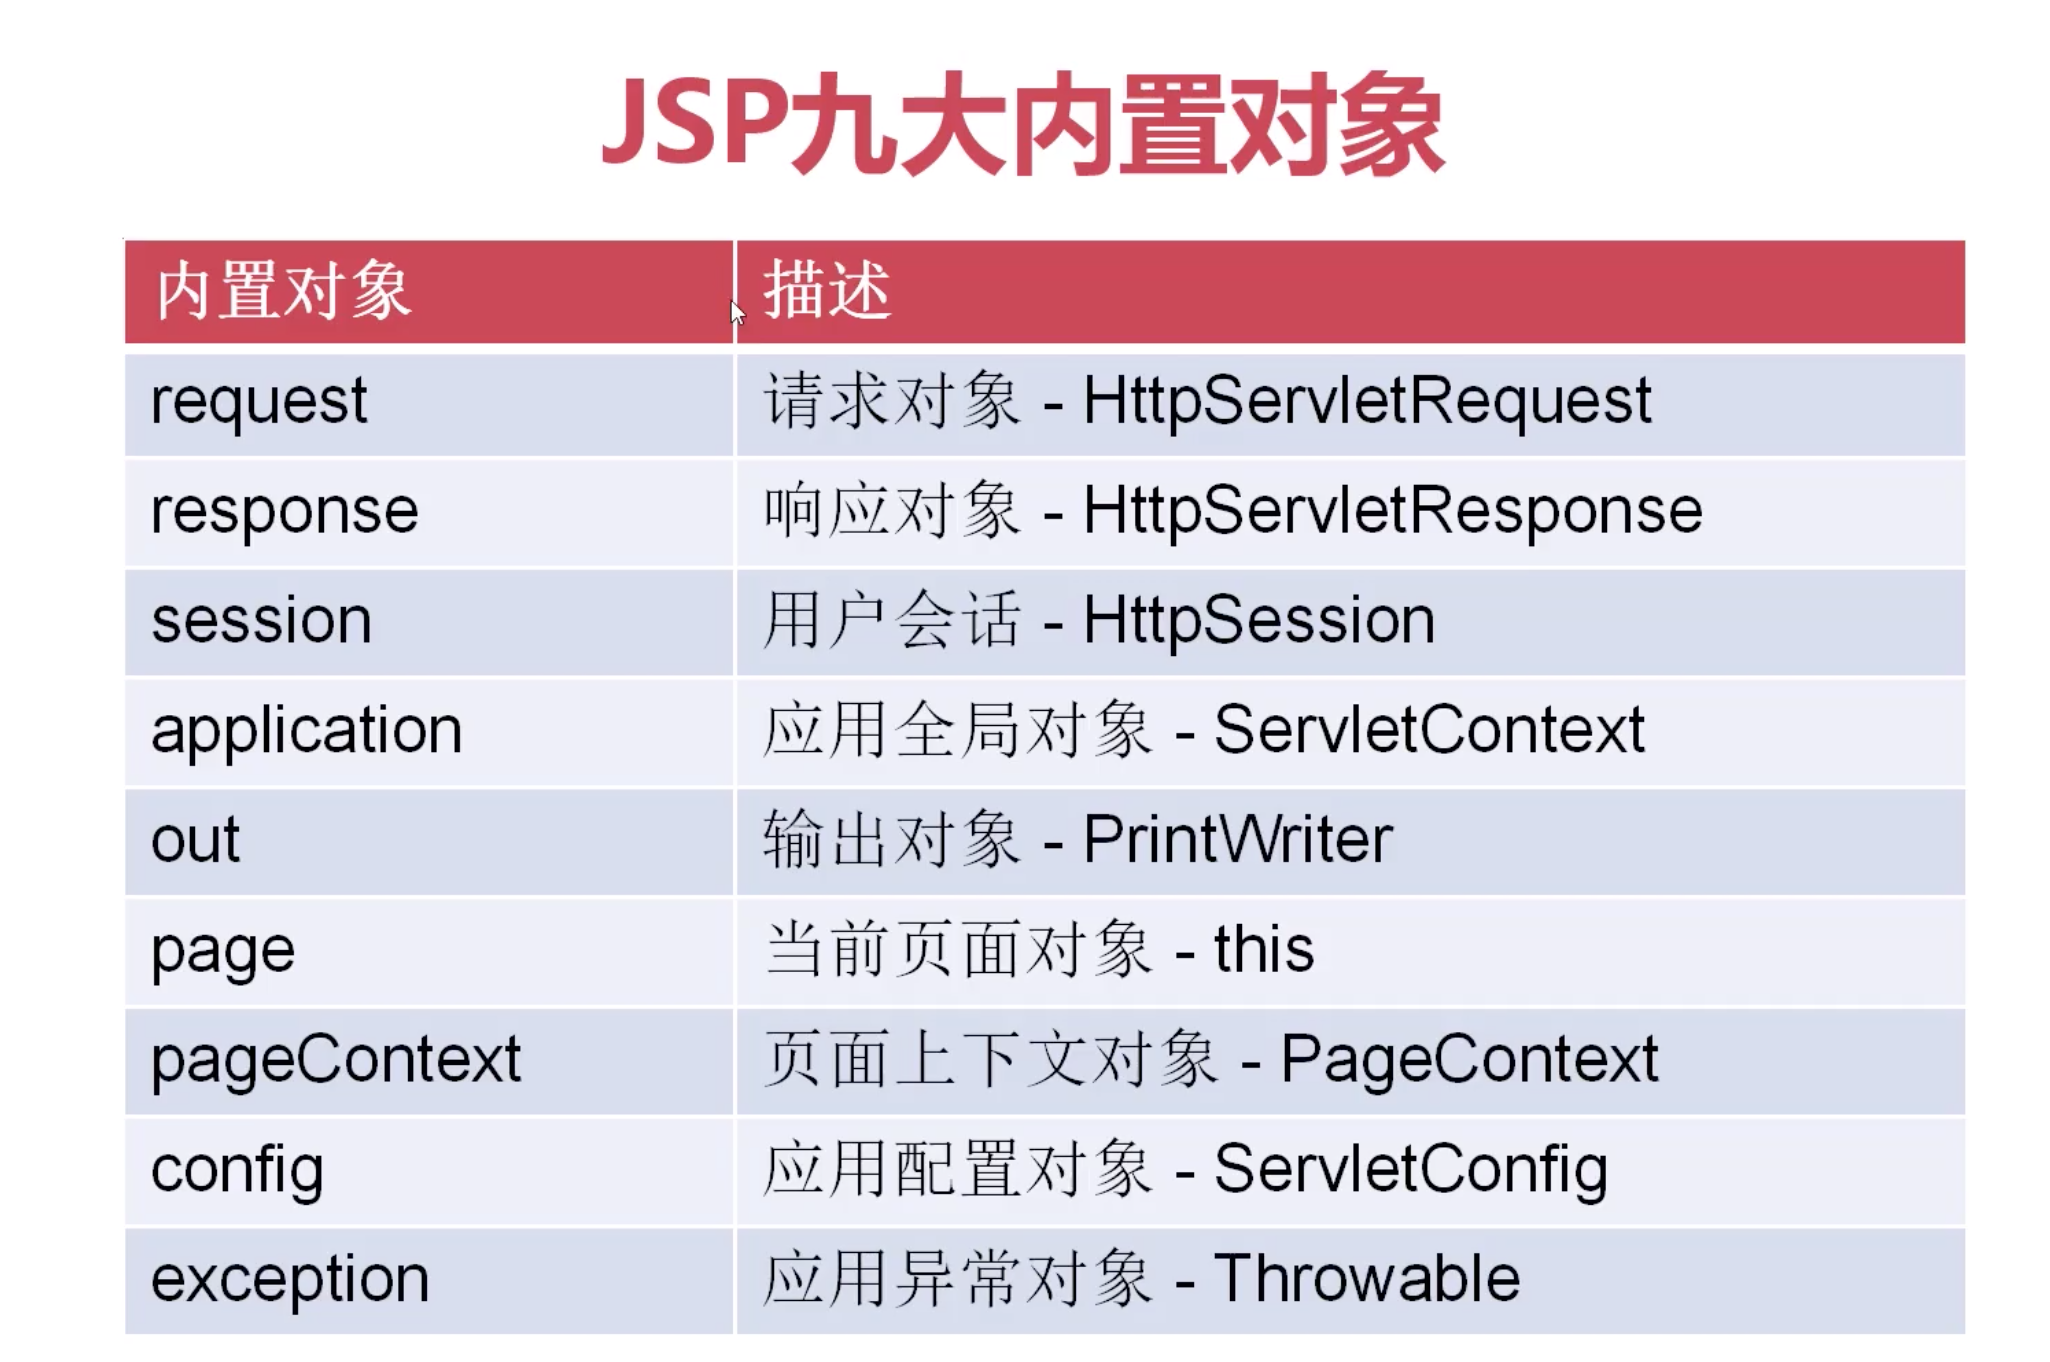 JSP九大内置对象
内置对象 描述
request 请求对象 - HttpServletRequest
response 响应对象 - HttpServletResponse
session 用户会话 - HttpSession
application 应用全局对象 - ServletContext
out 输出对象 - PrintWriter
page 当前页面对象 - this
pageContext 页面上下文对象 - PageContext
config 应用配置对象 - ServletConfig
exception 应用异常对象 - Throwable